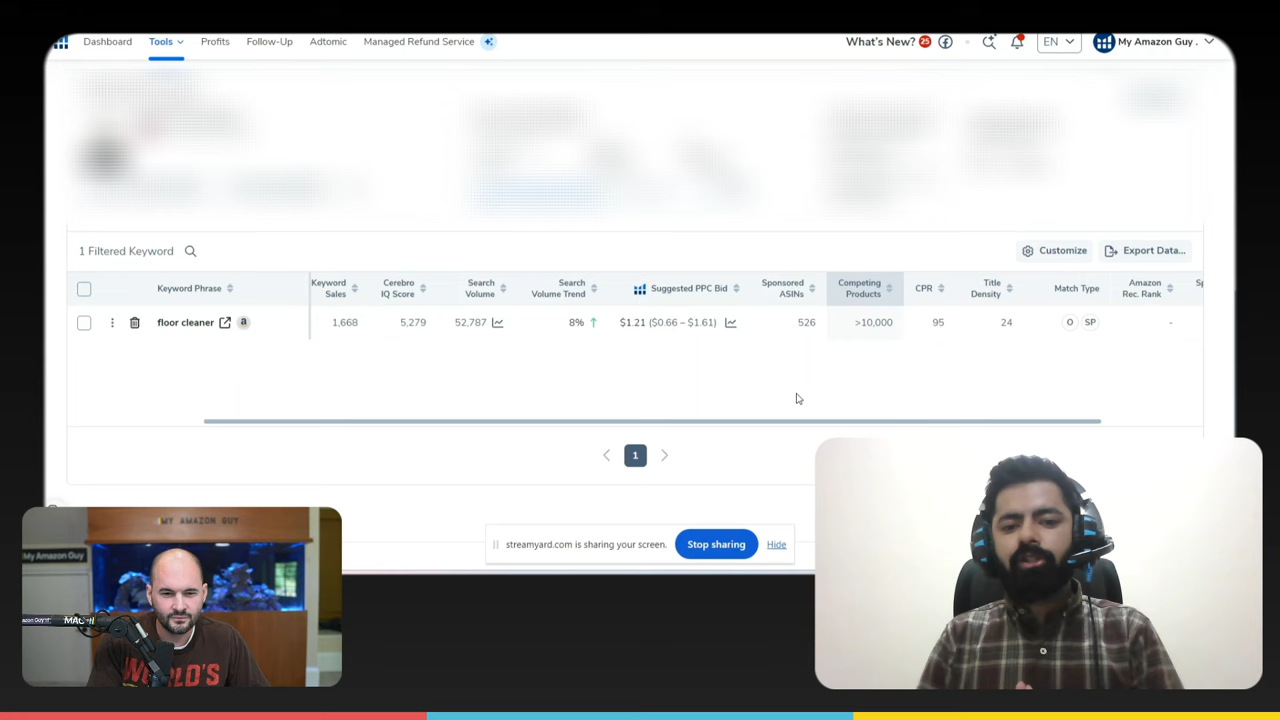 Dashboard Tools Profits Follow-Up Adtomic Managed Refund Service What's New? 25 EN My Amazon Guy .
1 Filtered Keyword Customize Export Data...
Keyword Phrase Keyword Sales Cerebro IQ Score Search Volume Search Volume Trend Suggested PPC Bid Sponsored ASINs Competing Products CPR Title Density Match Type Amazon Rec. Rank Sp
floor cleaner a 1,668 5,279 52,787 8% ↑ $1.21 ($0.66 – $1.61) 526 >10,000 95 24 O SP -
1
streamyard.com is sharing your screen. Stop sharing Hide
MY AMAZON GUY
My Amazon Guy
MAG
WORLD'S